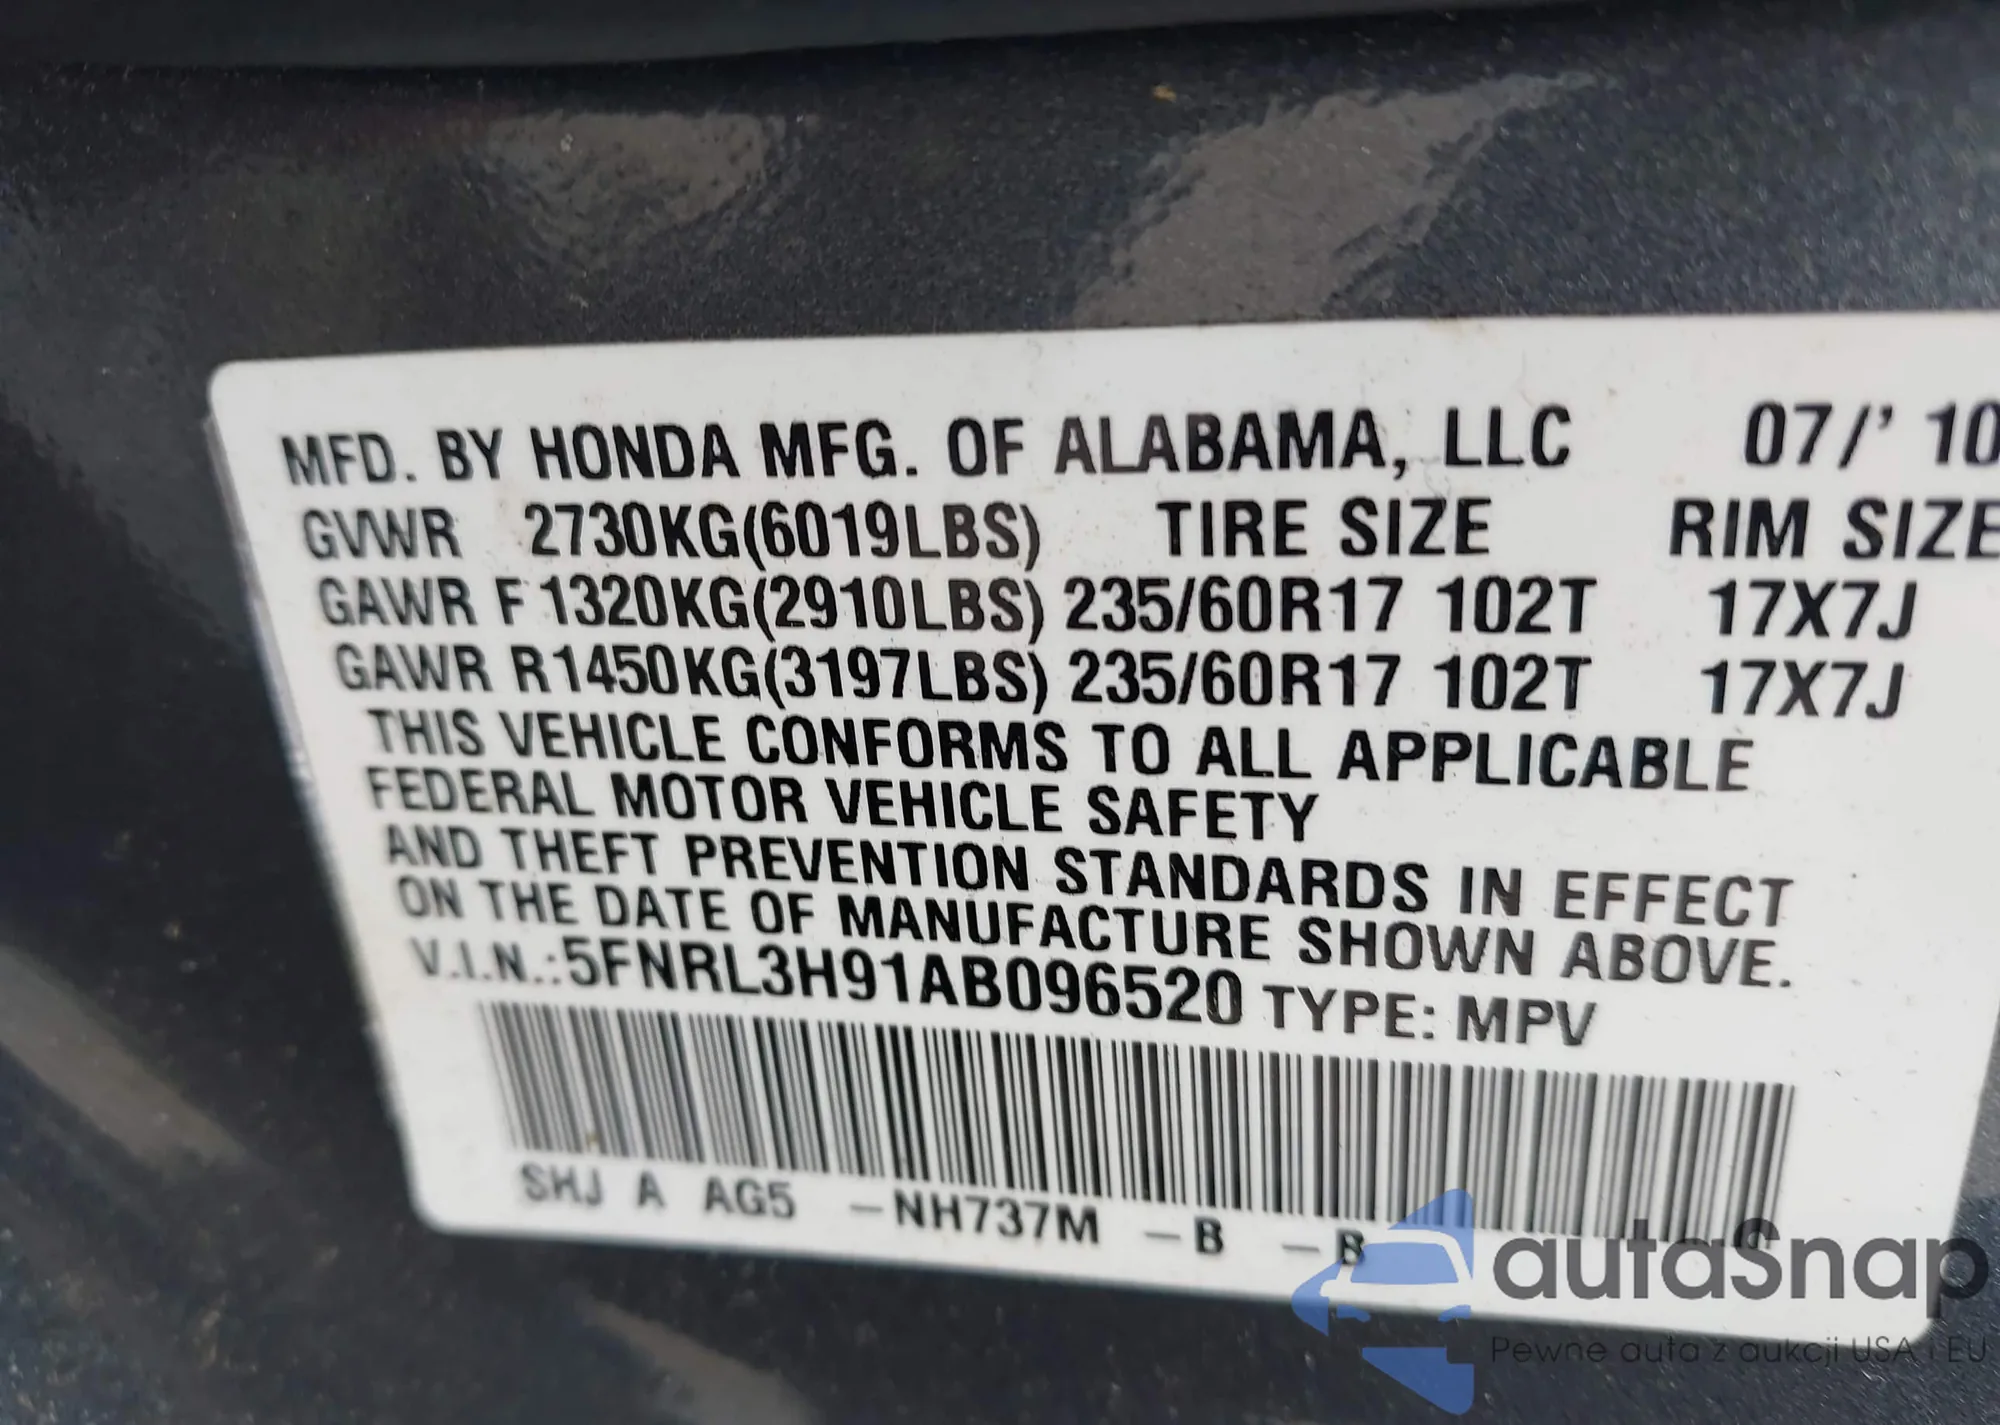 MFD. BY HONDA MFG. OF ALABAMA, LLC 07/'10
GVWR 2730KG(6019LBS) TIRE SIZE RIM SIZE
GAWR F 1320KG(2910LBS) 235/60R17 102T 17X7J
GAWR R 1450KG(3197LBS) 235/60R17 102T 17X7J
THIS VEHICLE CONFORMS TO ALL APPLICABLE
FEDERAL MOTOR VEHICLE SAFETY
AND THEFT PREVENTION STANDARDS IN EFFECT
ON THE DATE OF MANUFACTURE SHOWN ABOVE.
V.I.N.:5FNRL3H91AB096520 TYPE: MPV
SHJ A AG5 -NH737M -B -B
autaSnap
Pewne auta z aukcji USA i EU